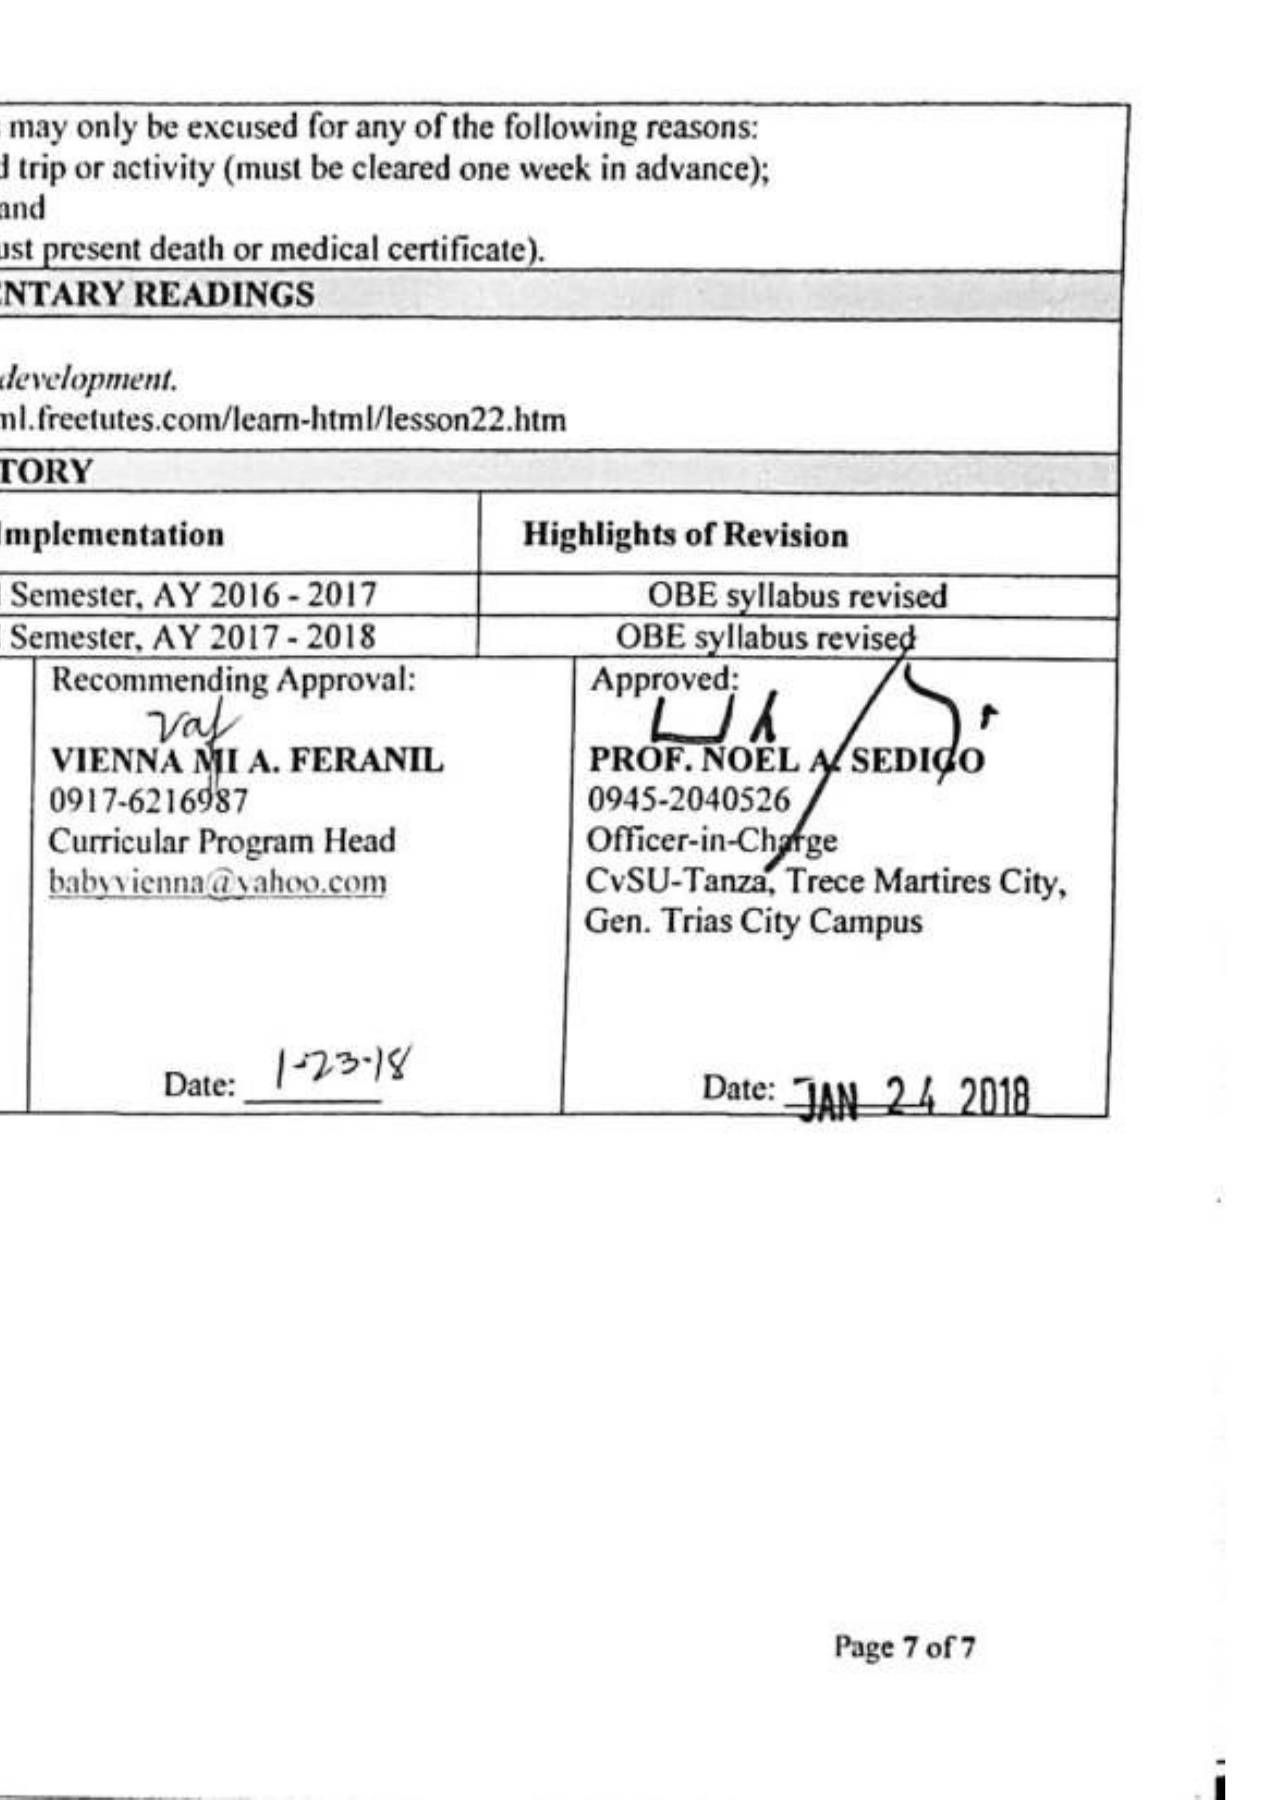 may only be excused for any of the following reasons:
d trip or activity (must be cleared one week in advance);
and
ust present death or medical certificate).
ENTARY READINGS
development.
ml.freetutes.com/learn-html/lesson22.htm
TORY
Implementation Highlights of Revision
Semester, AY 2016 - 2017 OBE syllabus revised
Semester, AY 2017 - 2018 OBE syllabus revised
Recommending Approval:
VIENNA MI A. FERANIL
0917-6216987
Curricular Program Head
babyvienna@yahoo.com
Date: 1-23-18
Approved:
PROF. NOEL A. SEDIGO
0945-2040526
Officer-in-Charge
CvSU-Tanza, Trece Martires City,
Gen. Trias City Campus
Date: JAN 24 2018
Page 7 of 7